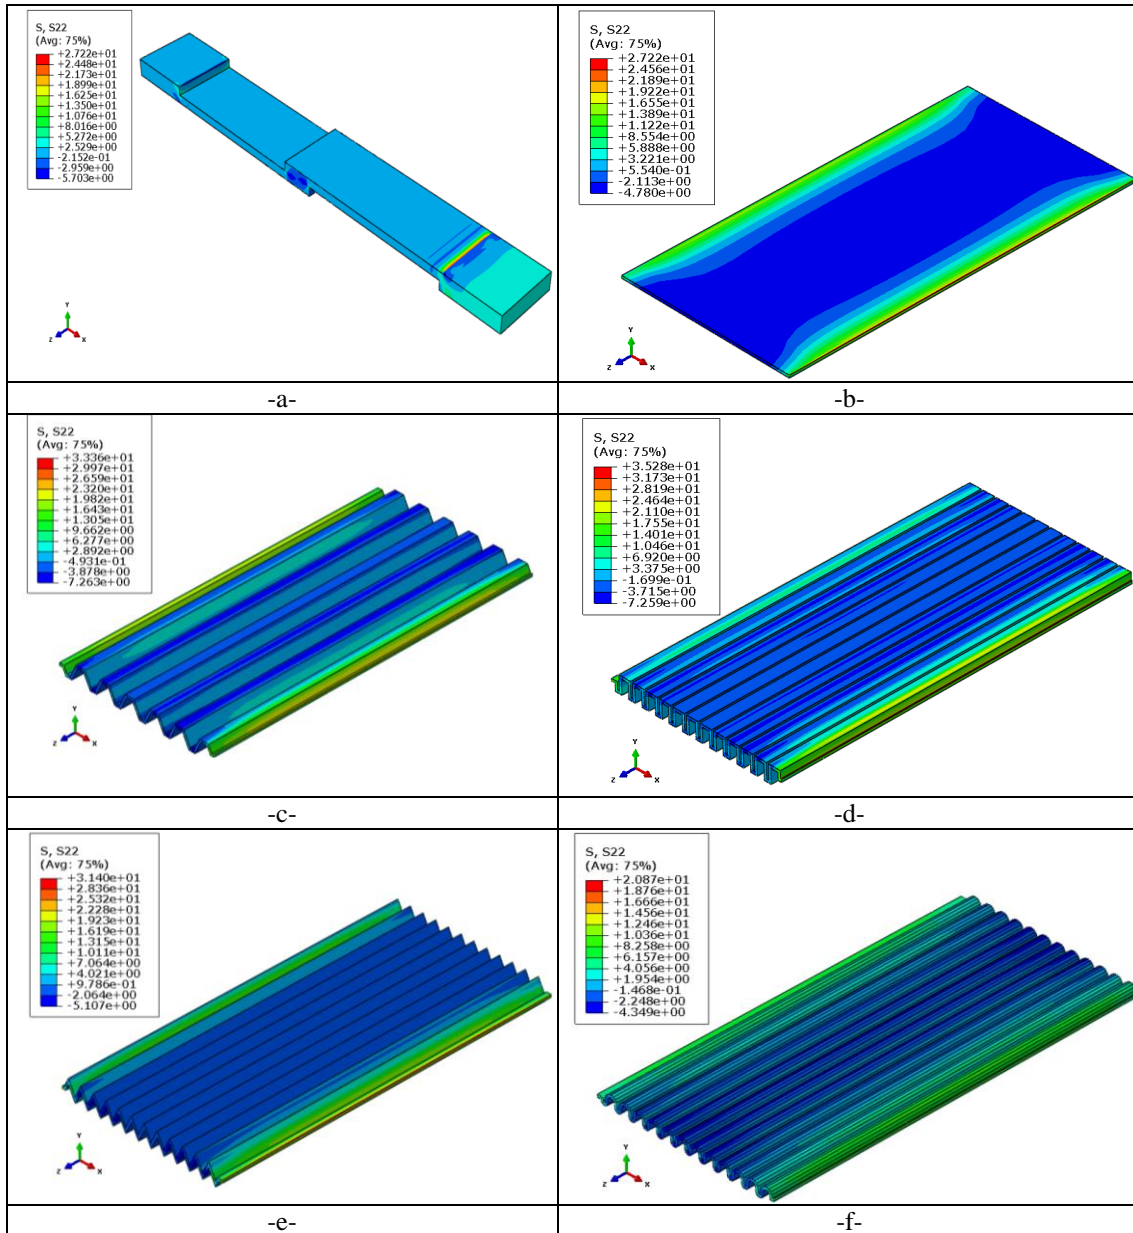 S, S22
(Avg: 75%)
+2.722e+01
+2.448e+01
+2.173e+01
+1.899e+01
+1.625e+01
+1.350e+01
+1.076e+01
+8.016e+00
+5.272e+00
+2.529e+00
-2.152e-01
-2.959e+00
-5.703e+00
Y
Z
X
S, S22
(Avg: 75%)
+2.722e+01
+2.456e+01
+2.189e+01
+1.922e+01
+1.655e+01
+1.389e+01
+1.122e+01
+8.554e+00
+5.888e+00
+3.221e+00
+5.540e-01
-2.113e+00
-4.780e+00
Y
Z
X
-a-
-b-
S, S22
(Avg: 75%)
+3.336e+01
+2.997e+01
+2.659e+01
+2.320e+01
+1.982e+01
+1.643e+01
+1.305e+01
+9.662e+00
+6.277e+00
+2.892e+00
-4.931e-01
-3.878e+00
-7.263e+00
Y
Z
X
S, S22
(Avg: 75%)
+3.528e+01
+3.173e+01
+2.819e+01
+2.464e+01
+2.110e+01
+1.755e+01
+1.401e+01
+1.046e+01
+6.920e+00
+3.375e+00
-1.699e-01
-3.715e+00
-7.259e+00
Y
Z
X
-c-
-d-
S, S22
(Avg: 75%)
+3.140e+01
+2.836e+01
+2.532e+01
+2.228e+01
+1.923e+01
+1.619e+01
+1.315e+01
+1.011e+01
+7.064e+00
+4.021e+00
+9.786e-01
-2.064e+00
-5.107e+00
Y
Z
X
S, S22
(Avg: 75%)
+2.087e+01
+1.876e+01
+1.666e+01
+1.456e+01
+1.246e+01
+1.036e+01
+8.258e+00
+6.157e+00
+4.056e+00
+1.954e+00
-1.468e-01
-2.248e+00
-4.349e+00
Y
Z
X
-e-
-f-